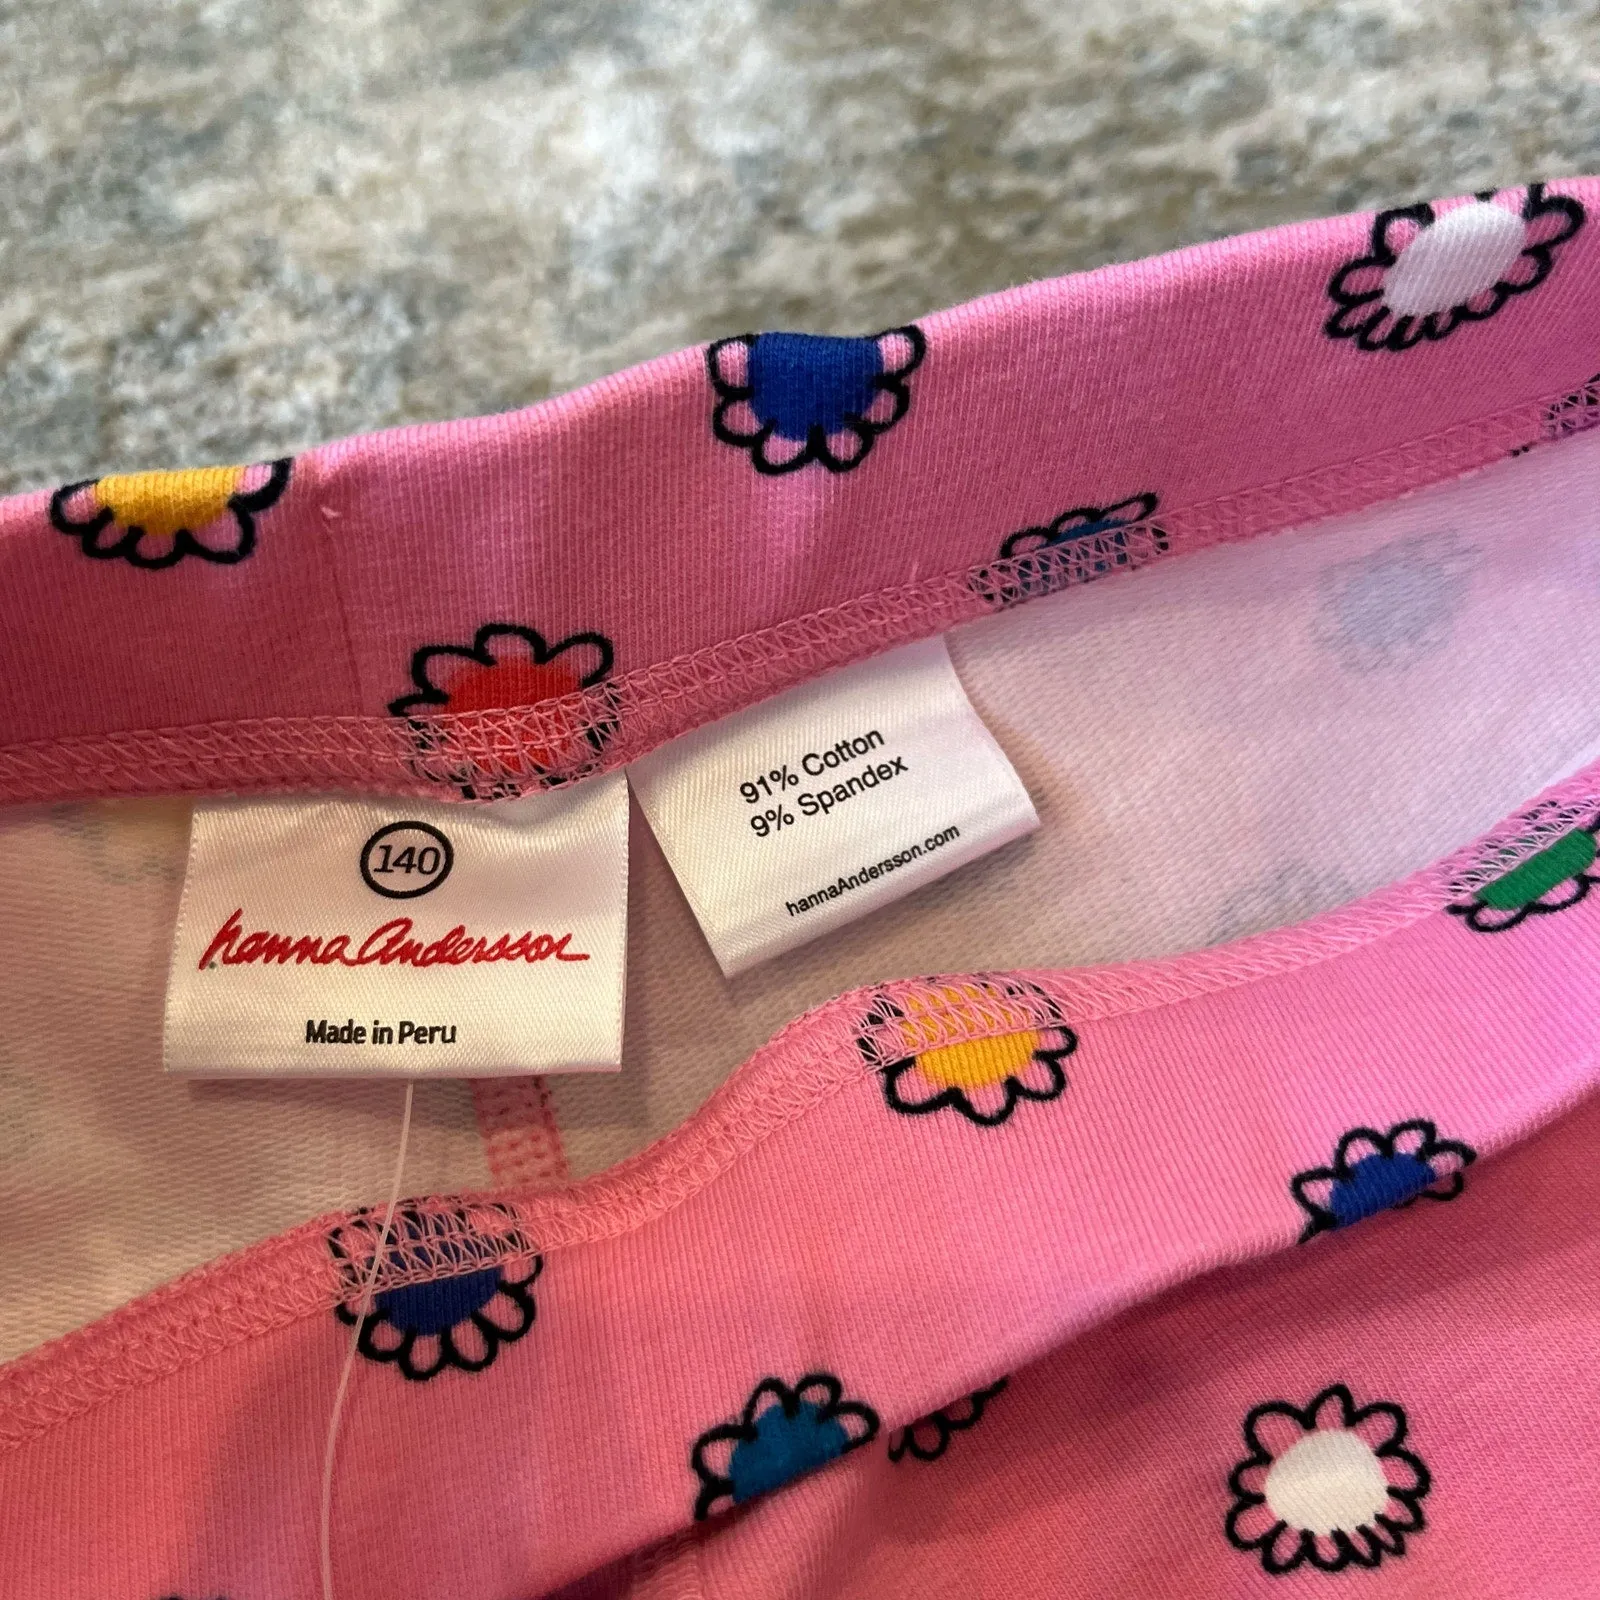 140
hanna Andersson
Made in Peru
91% Cotton
9% Spandex
hannaAndersson.com